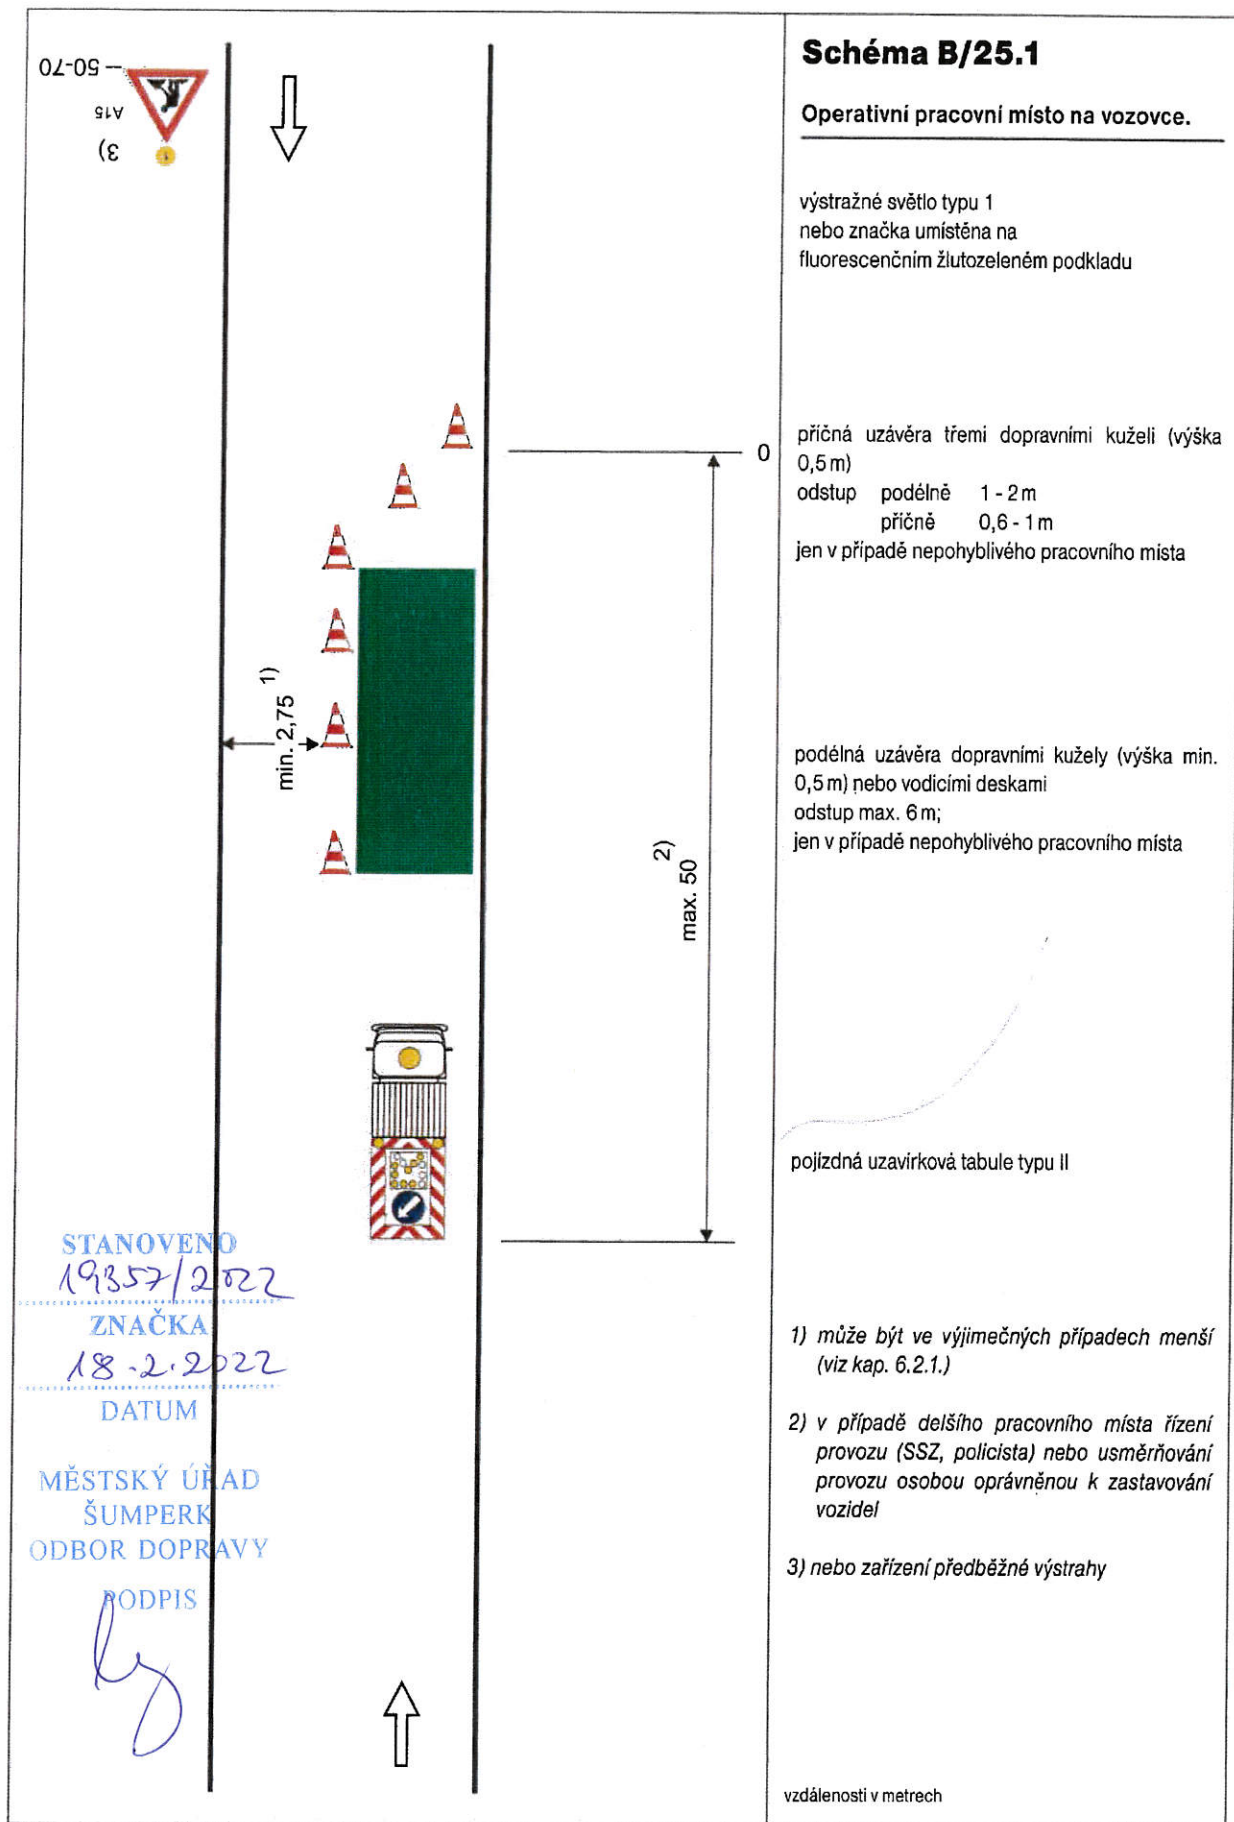 Schéma B/25.1
Operativní pracovní místo na vozovce.
50-70
A15
3)
výstražné světlo typu 1
nebo značka umístěna na
fluorescenčním žlutozeleném podkladu
0
příčná uzávěra třemi dopravními kuželi (výška
0,5 m)
odstup podélně 1 - 2 m
příčně 0,6 - 1 m
jen v případě nepohyblivého pracovního místa
min. 2,75 1)
podélná uzávěra dopravními kužely (výška min.
0,5 m) nebo vodicími deskami
odstup max. 6 m;
jen v případě nepohyblivého pracovního místa
max. 50 2)
pojízdná uzavírková tabule typu II
STANOVENO
19357/2022
ZNAČKA
18.2.2022
DATUM
MĚSTSKÝ ÚŘAD
ŠUMPERK
ODBOR DOPRAVY
PODPIS
1) může být ve výjimečných případech menší
(viz kap. 6.2.1.)
2) v případě delšího pracovního místa řízení
provozu (SSZ, policista) nebo usměrňování
provozu osobou oprávněnou k zastavování
vozidel
3) nebo zařízení předběžné výstrahy
vzdálenosti v metrech